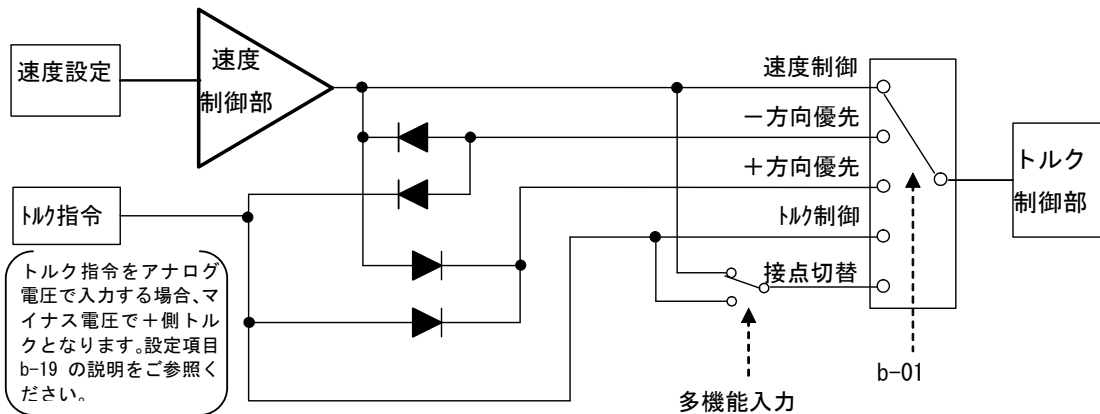 速度設定
速度
制御部
速度制御
－方向優先
＋方向優先
トルク制御
接点切替
トルク
制御部
トルク指令
トルク指令をアナログ
電圧で入力する場合、マ
イナス電圧で＋側トル
クとなります。設定項目
b-19 の説明をご参照く
ださい。
多機能入力
b-01